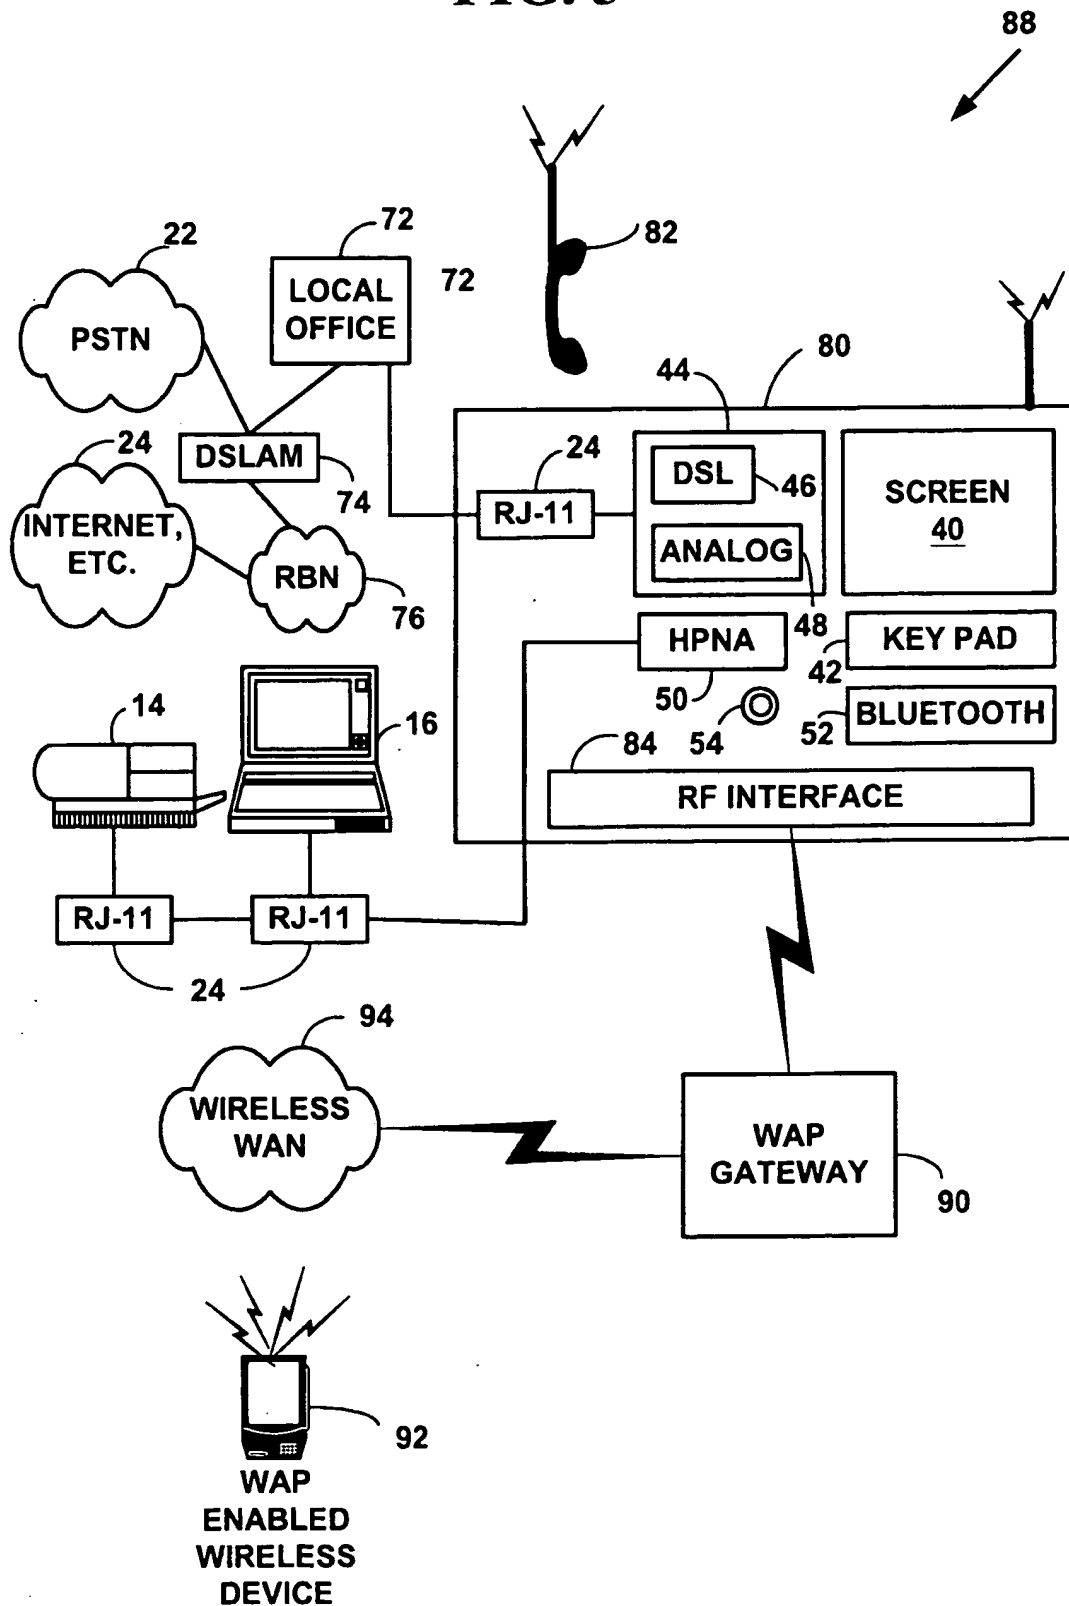 88
82
72
22
72
LOCAL
OFFICE
PSTN
80
44
24
DSLAM
74
24
DSL
46
SCREEN
40
INTERNET,
ETC.
RJ-11
ANALOG
RBN
76
48
HPNA
KEY PAD
42
50
14
16
54
52
BLUETOOTH
84
RF INTERFACE
RJ-11
RJ-11
24
94
WIRELESS
WAN
WAP
GATEWAY
90
92
WAP
ENABLED
WIRELESS
DEVICE